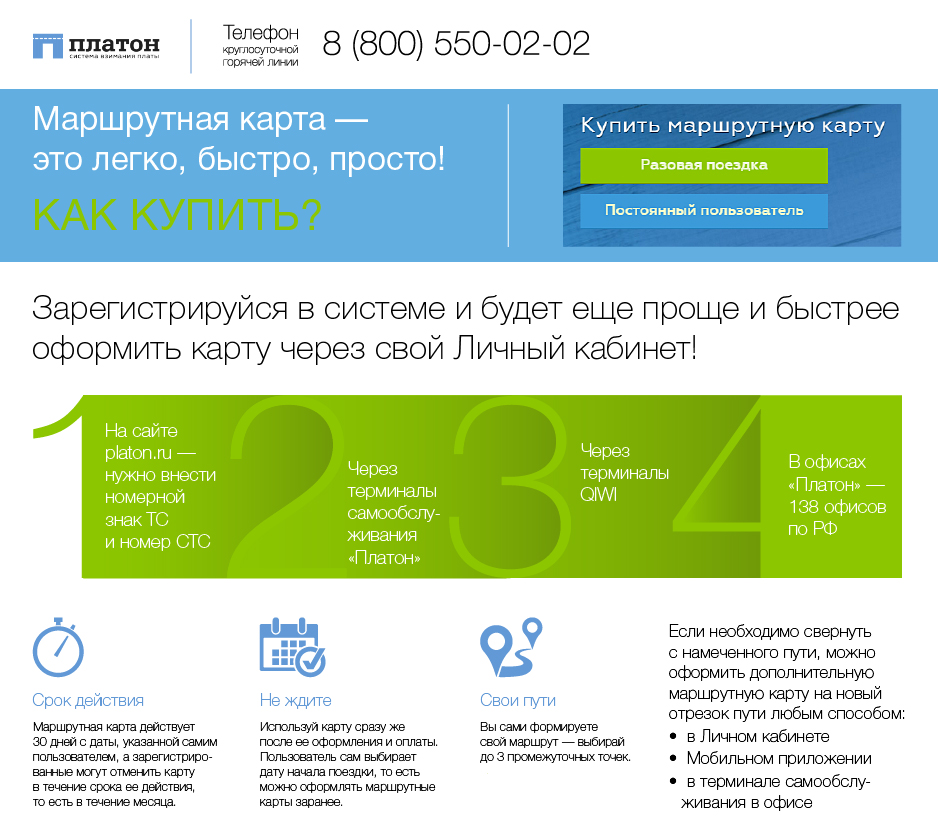 ПЛАТОН
СИСТЕМА ВЗИМАНИЯ ПЛАТЫ
Телефон
круглосуточной
горячей линии
8 (800) 550-02-02
Маршрутная карта —
это легко, быстро, просто!
КАК КУПИТЬ?
Купить маршрутную карту
Разовая поездка
Постоянный пользователь
Зарегистрируйся в системе и будет еще проще и быстрее
оформить карту через свой Личный кабинет!
1
На сайте
platon.ru —
нужно внести
номерной
знак ТС
и номер СТС
2
Через
терминалы
самообслу-
живания
«Платон»
3
Через
терминалы
QIWI
4
В офисах
«Платон» —
138 офисов
по РФ
Срок действия
Маршрутная карта действует
30 дней с даты, указанной самим
пользователем, а зарегистриро-
ванные могут отменить карту
в течение срока ее действия,
то есть в течение месяца.
Не ждите
Используй карту сразу же
после ее оформления и оплаты.
Пользователь сам выбирает
дату начала поездки, то есть
можно оформлять маршрутные
карты заранее.
Свои пути
Вы сами формируете
свой маршрут — выбирай
до 3 промежуточных точек.
Если необходимо свернуть
с намеченного пути, можно
оформить дополнительную
маршрутную карту на новый
отрезок пути любым способом:
• в Личном кабинете
• Мобильном приложении
• в терминале самообслу-
живания в офисе